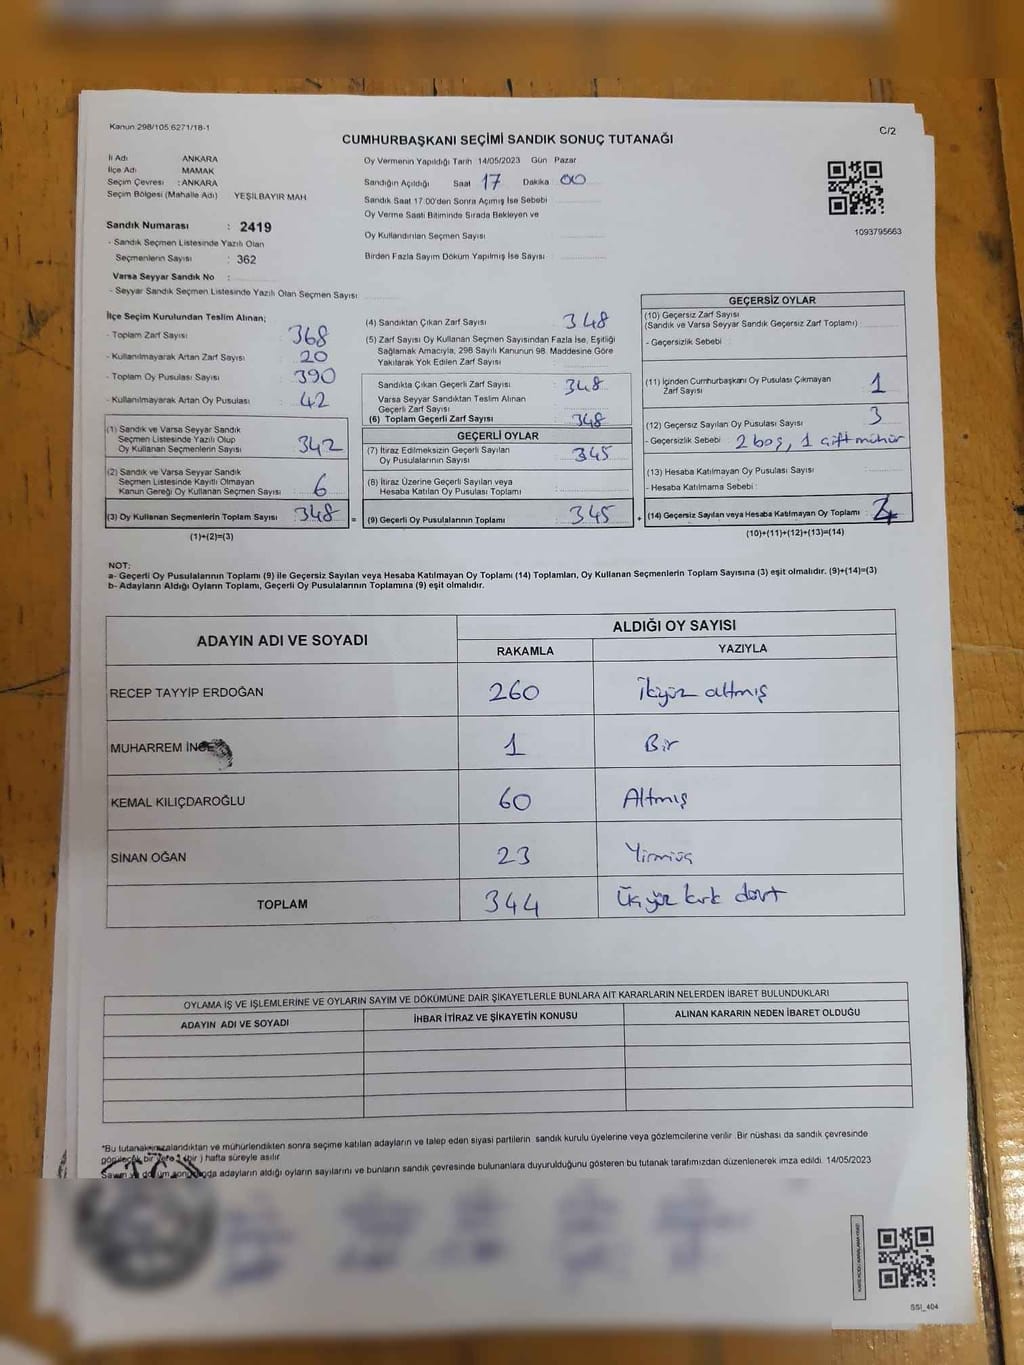 Kanun 298/105 6271/18-1
C/2
CUMHURBAŞKANI SEÇİMİ SANDIK SONUÇ TUTANAĞI
İl Adı ANKARA
İlçe Adı MAMAK
Seçim Çevresi : ANKARA
Seçim Bölgesi (Mahalle Adı) YEŞİLBAYIR MAH
Sandık Numarası : 2419
- Sandık Seçmen Listesinde Yazılı Olan
Seçmenlerin Sayısı : 362
Varsa Seyyar Sandık No :
- Seyyar Sandık Seçmen Listesinde Yazılı Olan Seçmen Sayısı
Oy Vermenin Yapıldığı Tarih 14/05/2023 Gün Pazar
Sandığın Açıldığı Saat 17 Dakika 00
Sandık Saat 17.00'den Sonra Açımış İse Sebebi
Oy Verme Saati Bitiminde Sırada Bekleyen ve
Oy Kullandırılan Seçmen Sayısı
Birden Fazla Sayım Döküm Yapılmış İse Sayısı :
1093795663
İlçe Seçim Kurulundan Teslim Alınan;
- Toplam Zarf Sayısı : 368
- Kullanılmayarak Artan Zarf Sayısı : 20
- Toplam Oy Pusulası Sayısı : 390
- Kullanılmayarak Artan Oy Pusulası : 42
(1) Sandık ve Varsa Seyyar Sandık
Seçmen Listesinde Yazılı Olup
Oy Kullanan Seçmenlerin Sayısı : 342
(2) Sandık ve Varsa Seyyar Sandık
Seçmen Listesinde Kayıtlı Olmayan
Kanun Gereği Oy Kullanan Seçmen Sayısı : 6
(3) Oy Kullanan Seçmenlerin Toplam Sayısı : 348
(1)+(2)=(3)
=
(4) Sandıktan Çıkan Zarf Sayısı : 348
(5) Zarf Sayısı Oy Kullanan Seçmen Sayısından Fazla İse, Eşitliği
Sağlamak Amacıyla, 298 Sayılı Kanunun 98. Maddesine Göre
Yakılarak Yok Edilen Zarf Sayısı :
Sandıkta Çıkan Geçerli Zarf Sayısı : 348
Varsa Seyyar Sandıktan Teslim Alınan
Geçerli Zarf Sayısı :
(6) Toplam Geçerli Zarf Sayısı : 348
GEÇERLİ OYLAR
(7) İtiraz Edilmeksizin Geçerli Sayılan
Oy Pusulalarının Sayısı : 345
(8) İtiraz Üzerine Geçerli Sayılan veya
Hesaba Katılan Oy Pusulası Toplamı :
(9) Geçerli Oy Pusulalarının Toplamı : 345
+
GEÇERSİZ OYLAR
(10) Geçersiz Zarf Sayısı
(Sandık ve Varsa Seyyar Sandık Geçersiz Zarf Toplamı) :
- Geçersizlik Sebebi :
(11) İçinden Cumhurbaşkanı Oy Pusulası Çıkmayan
Zarf Sayısı : 1
(12) Geçersiz Sayılan Oy Pusulası Sayısı : 3
- Geçersizlik Sebebi : 2 boş, 1 çift mühür
(13) Hesaba Katılmayan Oy Pusulası Sayısı :
- Hesaba Katılmama Sebebi :
(14) Geçersiz Sayılan veya Hesaba Katılmayan Oy Toplamı : 4
(10)+(11)+(12)+(13)=(14)
NOT:
a- Geçerli Oy Pusulalarının Toplamı (9) ile Geçersiz Sayılan veya Hesaba Katılmayan Oy Toplamı (14) Toplamları, Oy Kullanan Seçmenlerin Toplam Sayısına (3) eşit olmalıdır. (9)+(14)=(3)
b- Adayların Aldığı Oyların Toplamı, Geçerli Oy Pusulalarının Toplamına (9) eşit olmalıdır.
ADAYIN ADI VE SOYADI
ALDIĞI OY SAYISI
RAKAMLA YAZIYLA
RECEP TAYYİP ERDOĞAN 260 İkiyüz altmış
MUHARREM İNCE 1 Bir
KEMAL KILIÇDAROĞLU 60 Altmış
SİNAN OĞAN 23 Yirmiüç
TOPLAM 344 Üçyüz kırk dört
OYLAMA İŞ VE İŞLEMLERİNE VE OYLARIN SAYIM VE DÖKÜMÜNE DAİR ŞİKAYETLERLE BUNLARA AİT KARARLARIN NELERDEN İBARET BULUNDUKLARI
ADAYIN ADI VE SOYADI İHBAR İTİRAZ VE ŞİKAYETİN KONUSU ALINAN KARARIN NEDEN İBARET OLDUĞU
*Bu tutanak imzalandıktan ve mühürlendikten sonra seçime katılan adayların ve talep eden siyasi partilerin sandık kurulu üyelerine veya gözlemcilerine verilir. Bir nüshası da sandık çevresinde
görülecek bir yere 1 (bir ) hafta süreyle asılır
adayların aldığı oyların sayılarını ve bunların sandık çevresinde bulunanlara duyurulduğunu gösteren bu tutanak tarafımızdan düzenlenerek imza edildi. 14/05/2023
SSI_404